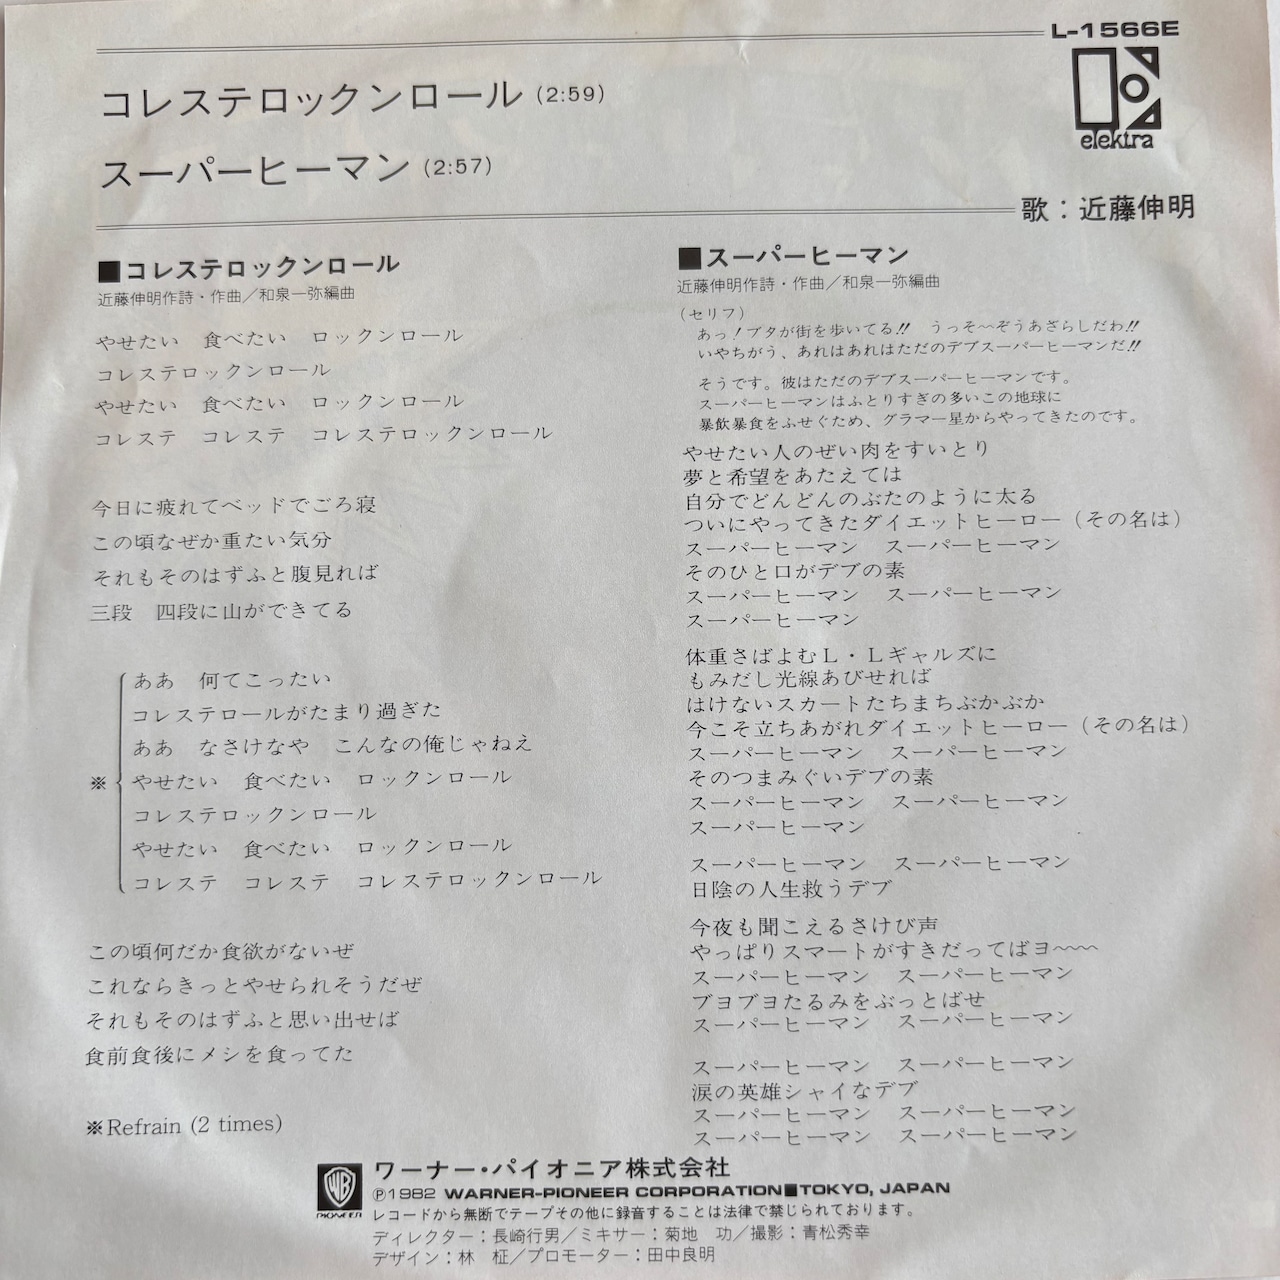 L-1566E
コレステロックンロール (2:59)
elektra
スーパーヒーマン (2:57)
歌：近藤伸明
■コレステロックンロール
近藤伸明作詩・作曲／和泉一弥編曲
やせたい　食べたい　ロックンロール
コレステロックンロール
やせたい　食べたい　ロックンロール
コレステ　コレステ　コレステロックンロール
今日に疲れてベッドでごろ寝
この頃なぜか重たい気分
それもそのはずふと腹見れば
三段　四段に山ができてる
※
ああ　何てこったい
コレステロールがたまり過ぎた
ああ　なさけなや　こんなの俺じゃねえ
やせたい　食べたい　ロックンロール
コレステロックンロール
やせたい　食べたい　ロックンロール
コレステ　コレステ　コレステロックンロール
この頃何だか食欲がないぜ
これならきっとやせられそうだぜ
それもそのはずふと思い出せば
食前食後にメシを食ってた
※Refrain (2 times)
■スーパーヒーマン
近藤伸明作詩・作曲／和泉一弥編曲
（セリフ）
あっ！ブタが街を歩いてる!!　うっそ〜ぞうあざらしだわ!!
いやちがう、あれはあれはただのデブスーパーヒーマンだ!!
そうです。彼はただのデブスーパーヒーマンです。
スーパーヒーマンはふとりすぎの多いこの地球に
暴飲暴食をふせぐため、グラマー星からやってきたのです。
やせたい人のぜい肉をすいとり
夢と希望をあたえては
自分でどんどんのぶたのように太る
ついにやってきたダイエットヒーロー（その名は）
スーパーヒーマン　スーパーヒーマン
そのひと口がデブの素
スーパーヒーマン　スーパーヒーマン
スーパーヒーマン
体重さばよむＬ・Ｌギャルズに
もみだし光線あびせれば
はけないスカートたちまちぶかぶか
今こそ立ちあがれダイエットヒーロー（その名は）
スーパーヒーマン　スーパーヒーマン
そのつまみぐいデブの素
スーパーヒーマン　スーパーヒーマン
スーパーヒーマン
スーパーヒーマン　スーパーヒーマン
日陰の人生救うデブ
今夜も聞こえるさけび声
やっぱりスマートがすきだってばヨ〜〜
スーパーヒーマン　スーパーヒーマン
ブヨブヨたるみをぶっとばせ
スーパーヒーマン　スーパーヒーマン
スーパーヒーマン　スーパーヒーマン
涙の英雄シャイなデブ
スーパーヒーマン　スーパーヒーマン
スーパーヒーマン　スーパーヒーマン
WB PIONEER
ワーナー・パイオニア株式会社
Ⓟ1982 WARNER-PIONEER CORPORATION■TOKYO, JAPAN
レコードから無断でテープその他に録音することは法律で禁じられております。
ディレクター：長崎行男／ミキサー：菊地　功／撮影：青松秀幸
デザイン：林　柾／プロモーター：田中良明